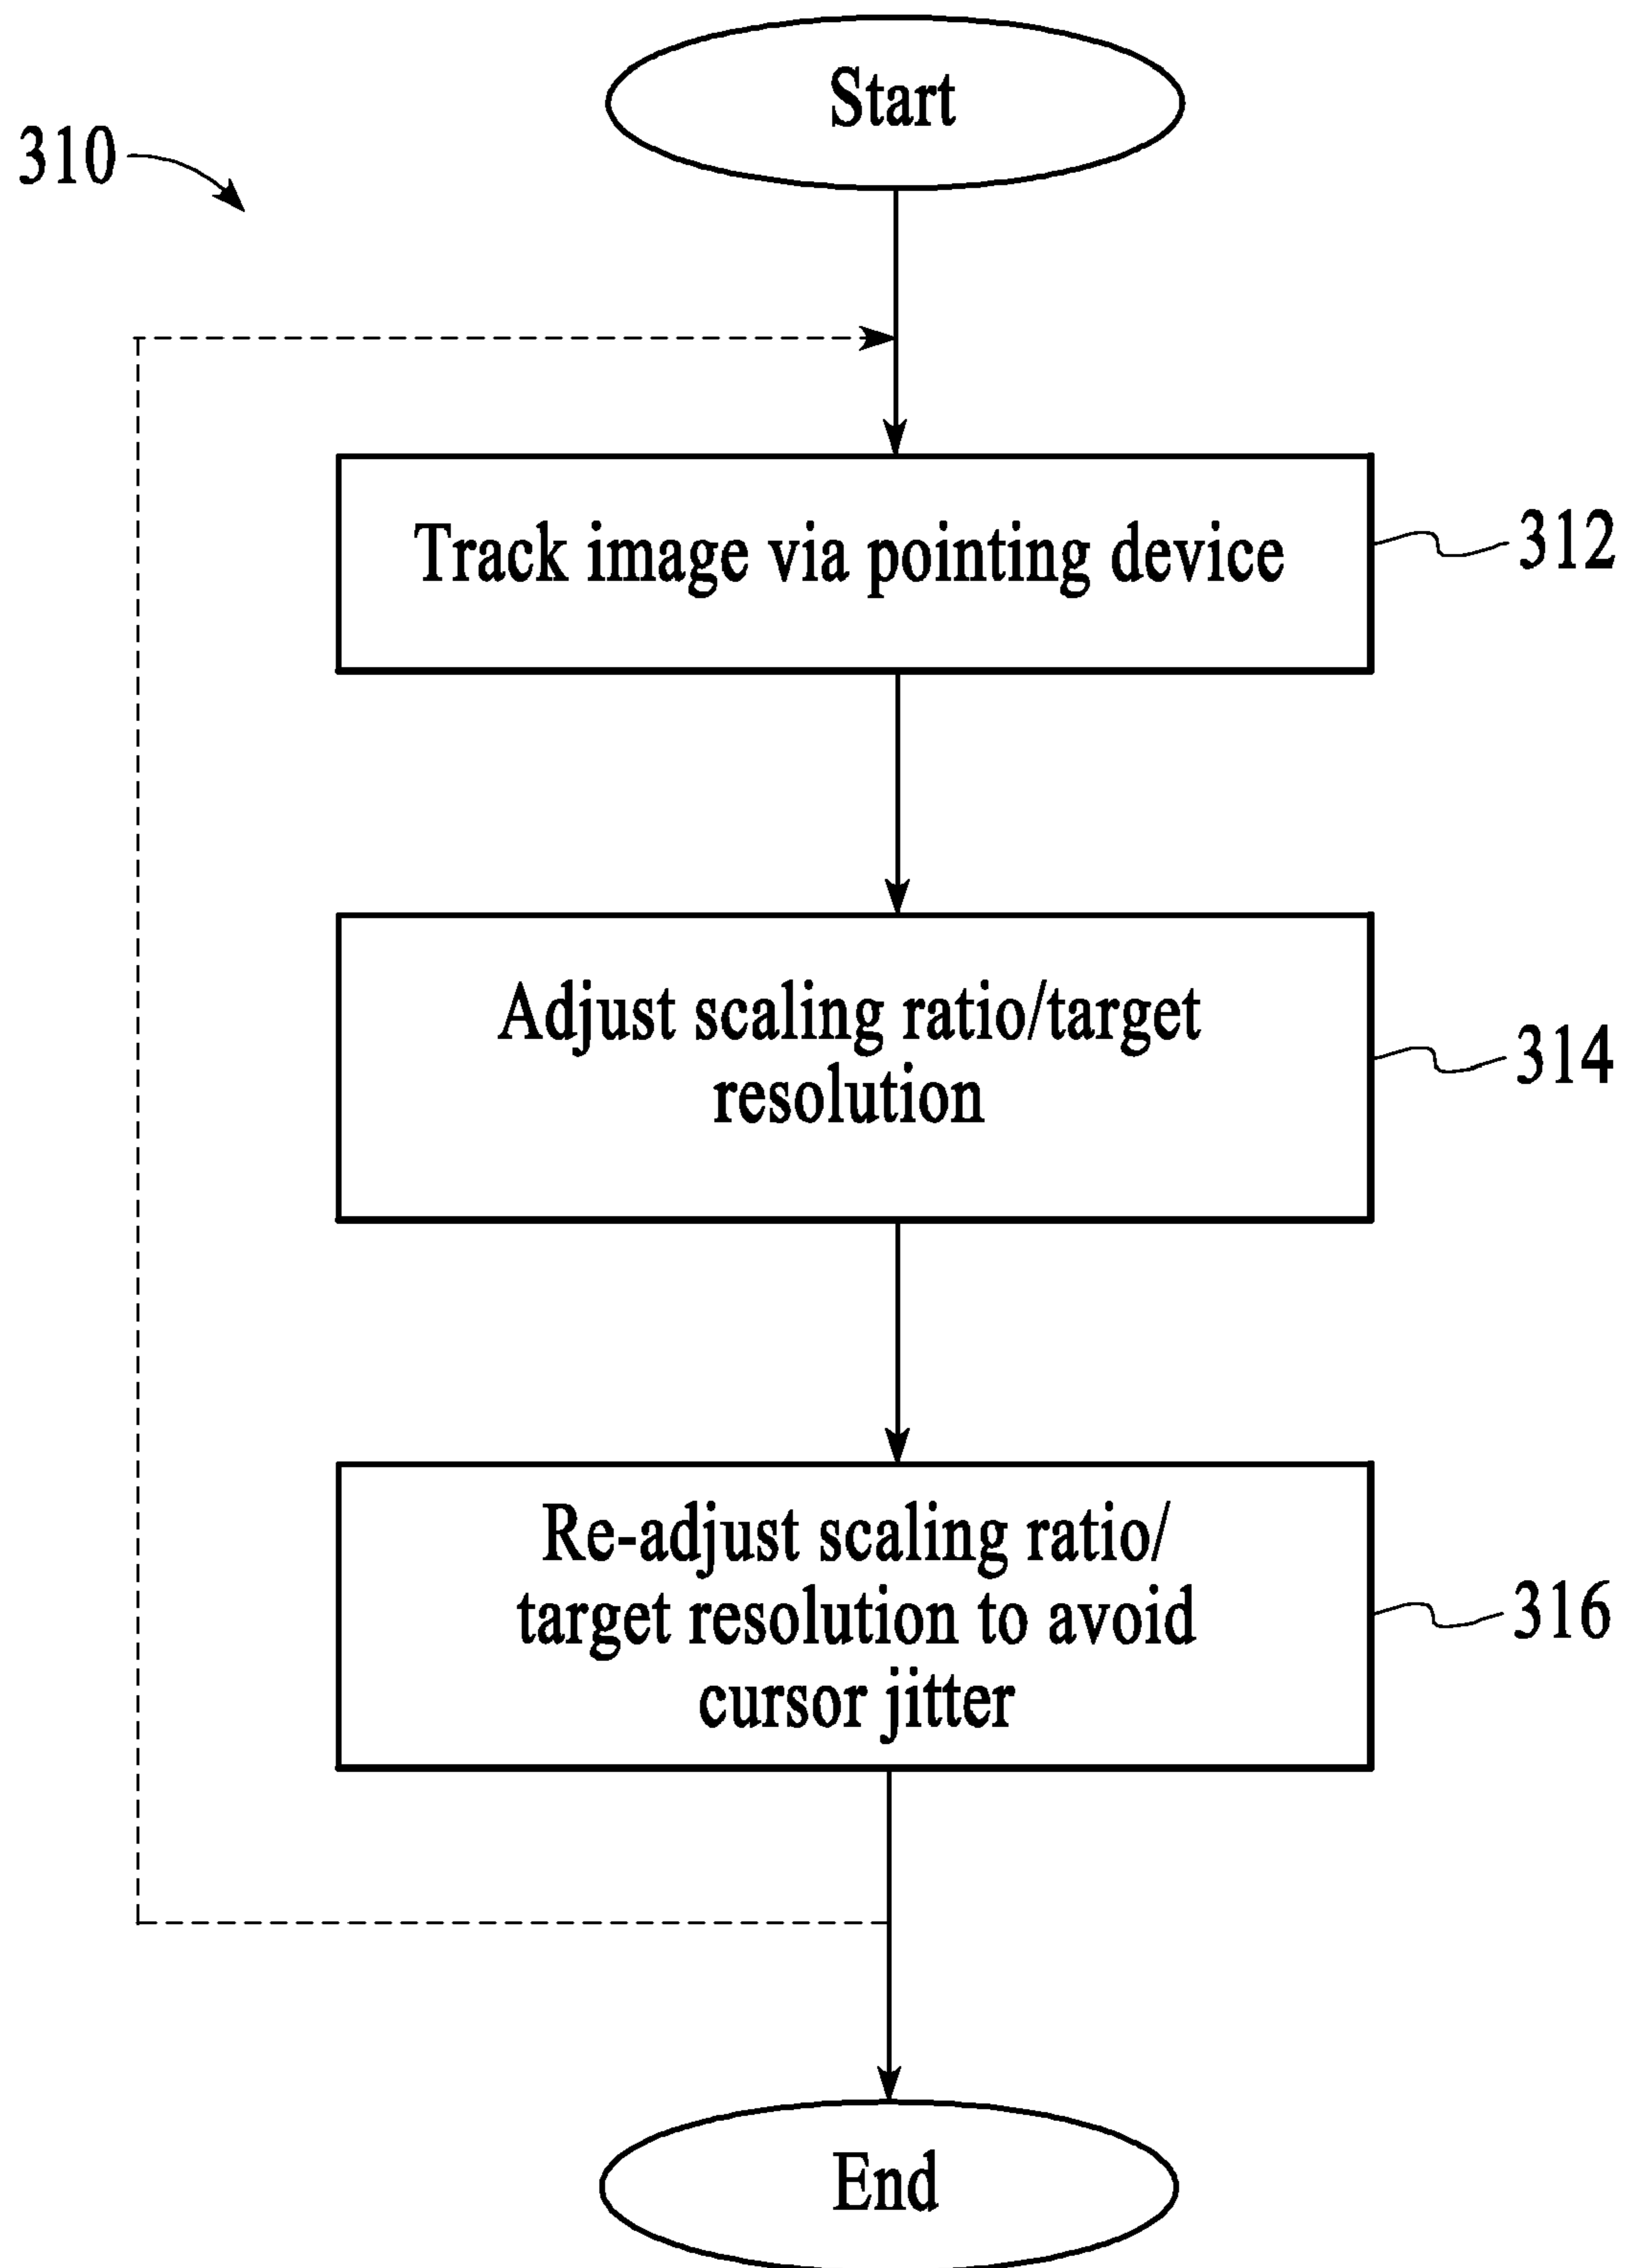 Start
310
Track image via pointing device
312
Adjust scaling ratio/target
resolution
314
Re-adjust scaling ratio/
target resolution to avoid
cursor jitter
316
End